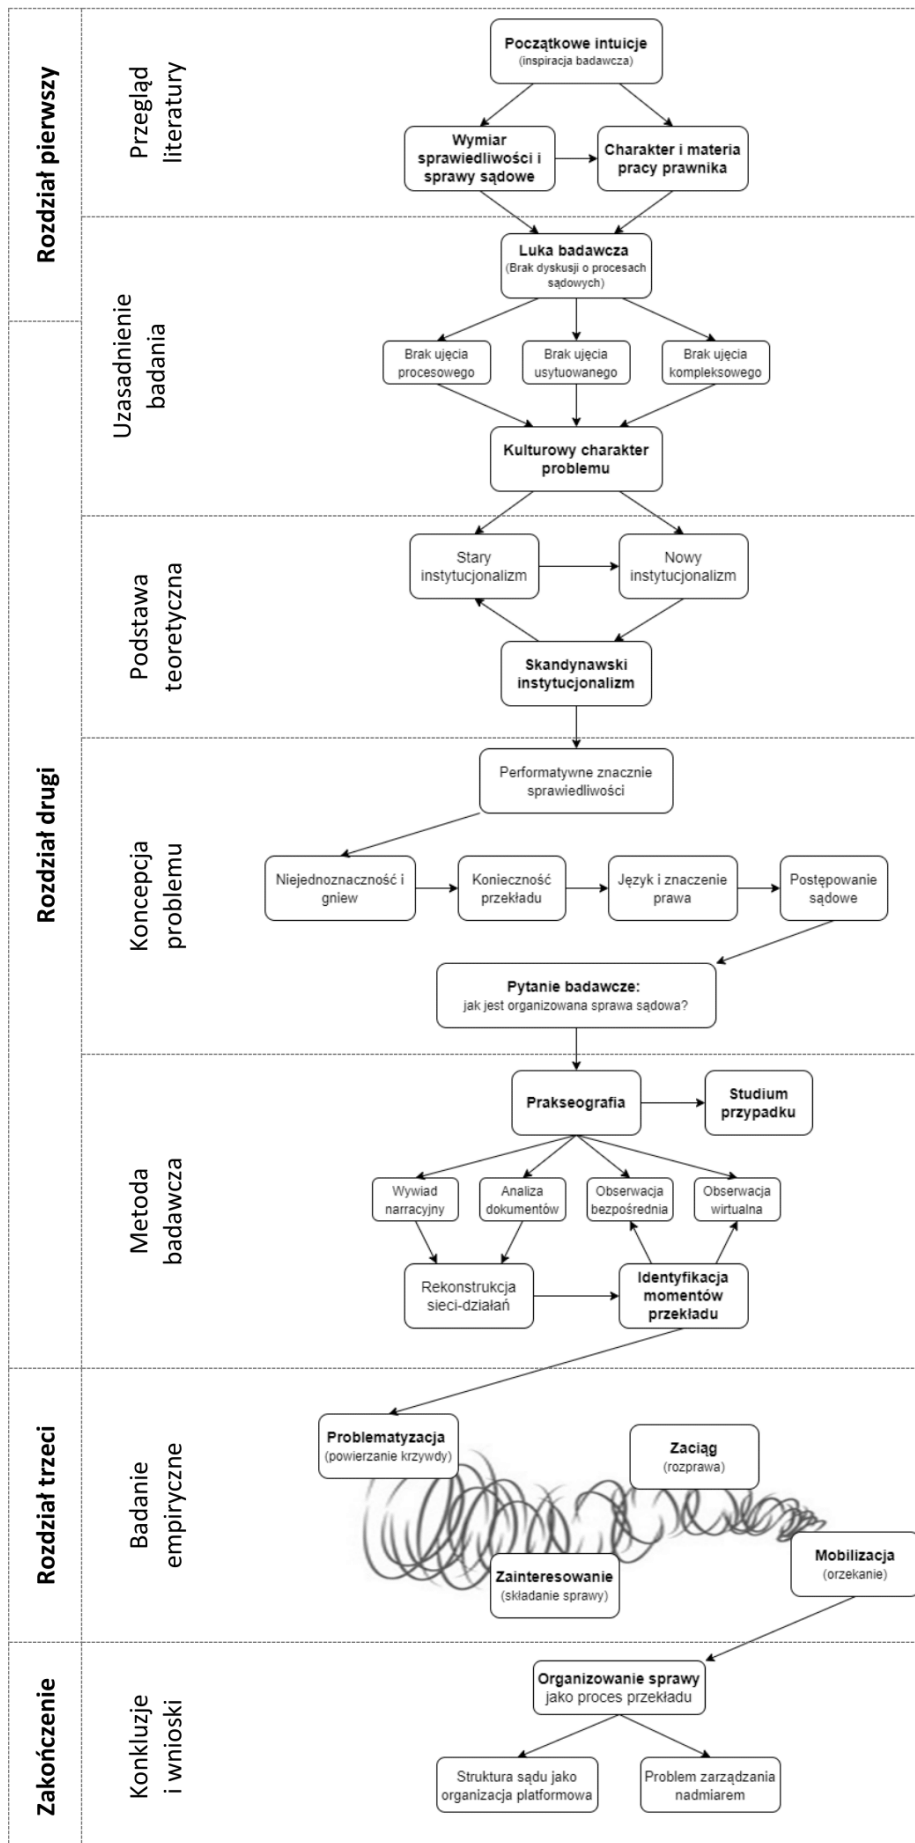 Rozdział pierwszy
Przegląd
literatury
Początkowe intuicje
(inspiracja badawcza)
Wymiar
sprawiedliwości i
sprawy sądowe
Charakter i materia
pracy prawnika
Uzasadnienie
badania
Luka badawcza
(Brak dyskusji o procesach
sądowych)
Brak ujęcia
procesowego
Brak ujęcia
usytuowanego
Brak ujęcia
kompleksowego
Kulturowy charakter
problemu
Rozdział drugi
Podstawa
teoretyczna
Stary
instytucjonalizm
Nowy
instytucjonalizm
Skandynawski
instytucjonalizm
Koncepcja
problemu
Performatywne znacznie
sprawiedliwości
Niejednoznaczność i
gniew
Konieczność
przekładu
Język i znaczenie
prawa
Postępowanie
sądowe
Pytanie badawcze:
jak jest organizowana sprawa sądowa?
Metoda
badawcza
Prakseografia
Studium
przypadku
Wywiad
narracyjny
Analiza
dokumentów
Obserwacja
bezpośrednia
Obserwacja
wirtualna
Rekonstrukcja
sieci-działań
Identyfikacja
momentów
przekładu
Rozdział trzeci
Badanie
empiryczne
Problematyzacja
(powierzanie krzywdy)
Zaciąg
(rozprawa)
Zainteresowanie
(składanie sprawy)
Mobilizacja
(orzekanie)
Zakończenie
Konkluzje
i wnioski
Organizowanie sprawy
jako proces przekładu
Struktura sądu jako
organizacja platformowa
Problem zarządzania
nadmiarem